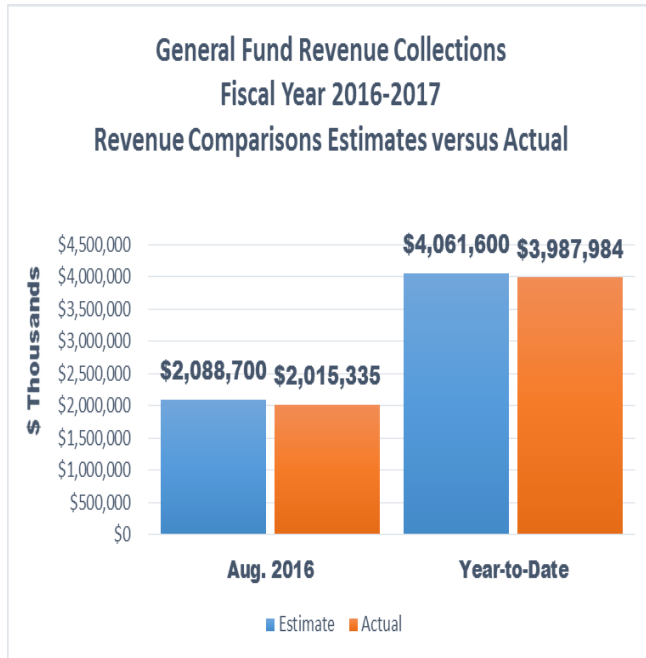 General Fund Revenue Collections
Fiscal Year 2016-2017
Revenue Comparisons Estimates versus Actual
$ Thousands
$4,500,000
$4,000,000
$3,500,000
$3,000,000
$2,500,000
$2,000,000
$1,500,000
$1,000,000
$500,000
$0
$2,088,700 $2,015,335
$4,061,600 $3,987,984
Aug. 2016 Year-to-Date
Estimate Actual